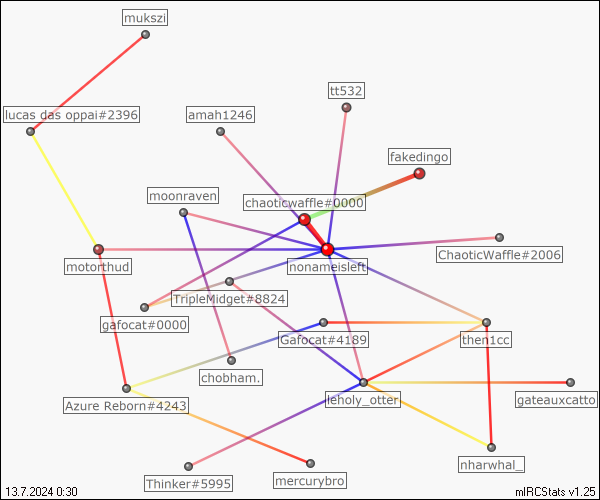 mukszi
tt532
lucas das oppai#2396
amah1246
fakedingo
moonraven
chaoticwaffle#0000
ChaoticWaffle#2006
motorthud
nonameisleft
TripleMidget#8824
gafocat#0000
Gafocat#4189
then1cc
chobham.
leholy_otter
gateauxcatto
Azure Reborn#4243
nharwhal_
Thinker#5995
mercurybro
13.7.2024 0:30
mIRCStats v1.25